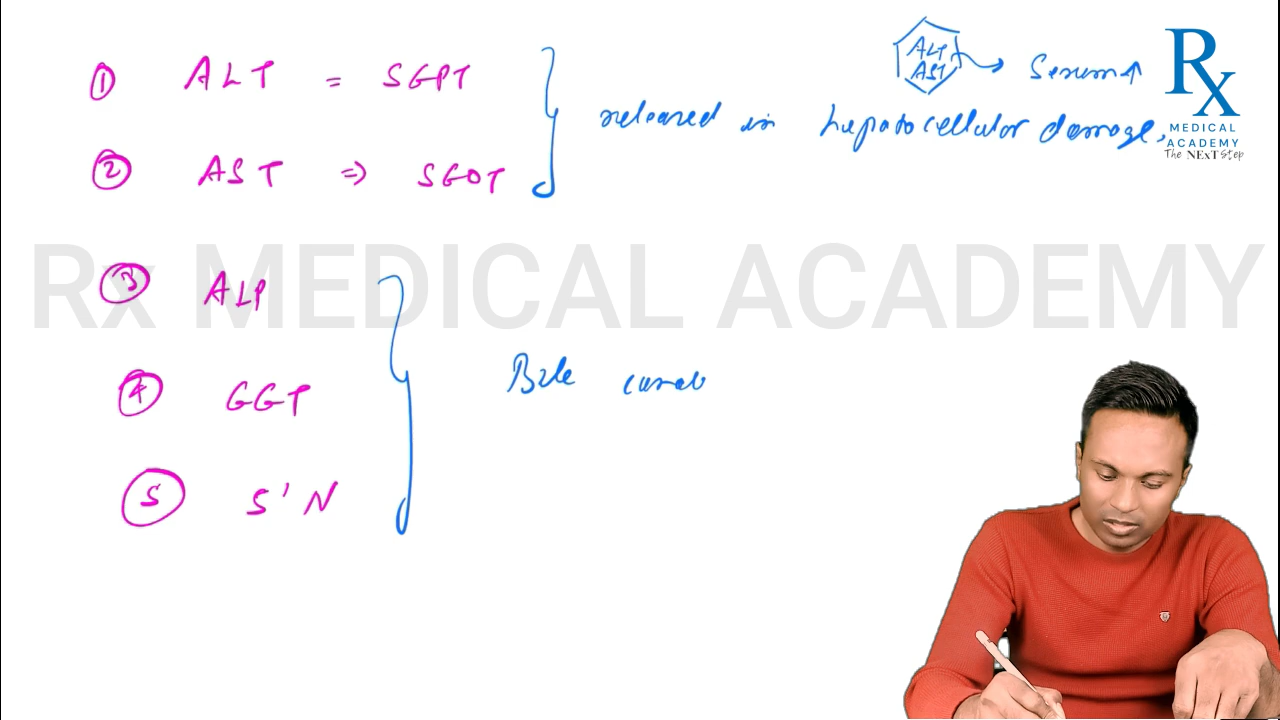 ① ALT = SGPT
ALT
AST → Serum↑
released in hepatocellular damage,
② AST ⇒ SGOT
③ ALP
④ GGT
Bile canal
⑤ 5'N
Rx MEDICAL ACADEMY
Rx
MEDICAL
ACADEMY
The NExT Step